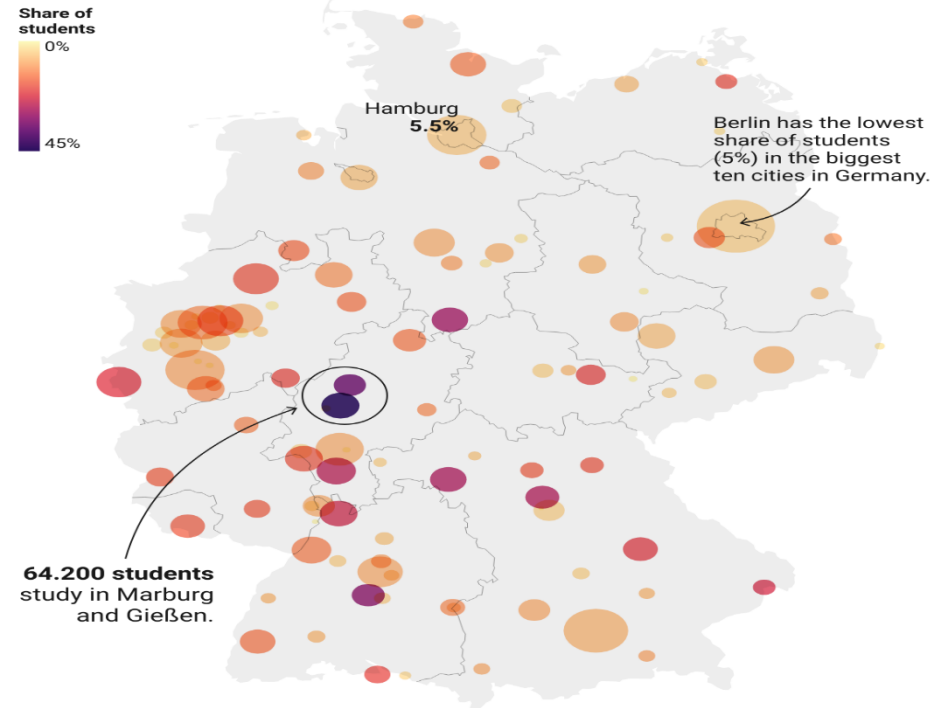 Share of
students
0%
45%
Hamburg
5.5%
Berlin has the lowest
share of students
(5%) in the biggest
ten cities in Germany.
64.200 students
study in Marburg
and Gießen.